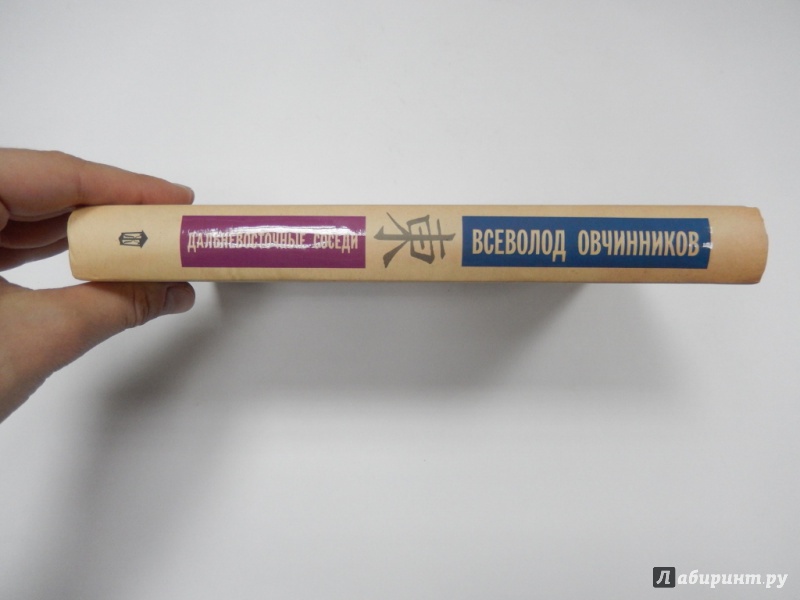 ДАЛЬНЕВОСТОЧНЫЕ СОСЕДИ
東
ВСЕВОЛОД ОВЧИННИКОВ
Лабиринт.ру